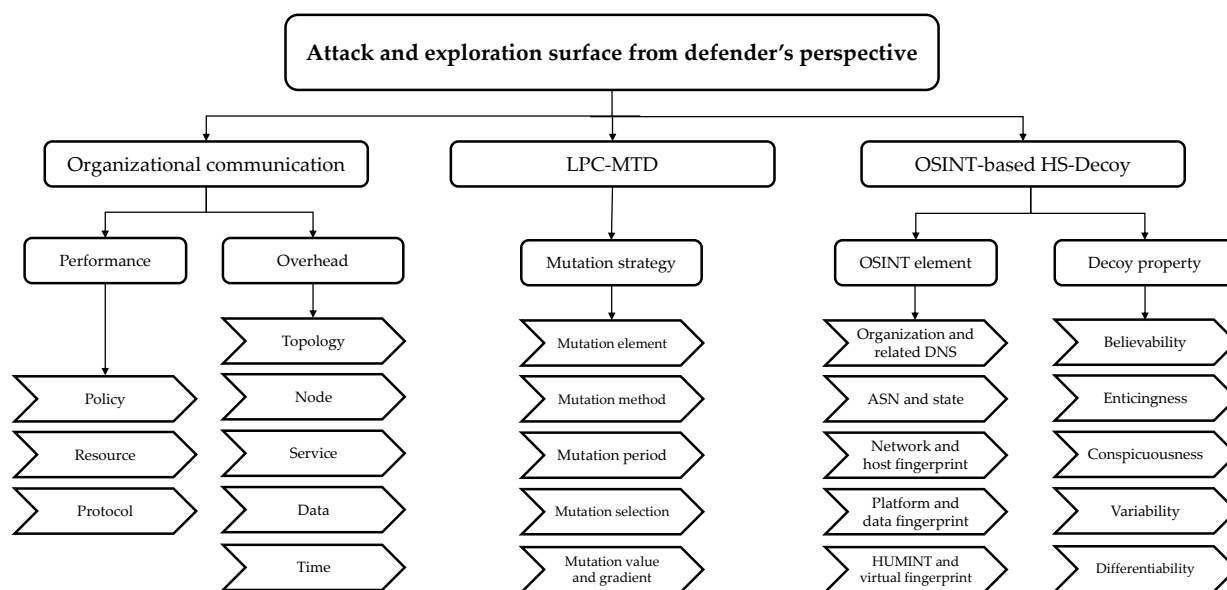 Attack and exploration surface from defender's perspective
Organizational communication
LPC-MTD
OSINT-based HS-Decoy
Performance
Overhead
Mutation strategy
OSINT element
Decoy property
Policy
Resource
Protocol
Topology
Node
Service
Data
Time
Mutation element
Mutation method
Mutation period
Mutation selection
Mutation value
and gradient
Organization and
related DNS
ASN and state
Network and
host fingerprint
Platform and
data fingerprint
HUMINT and
virtual fingerprint
Believability
Enticingness
Conspicuousness
Variability
Differentiability